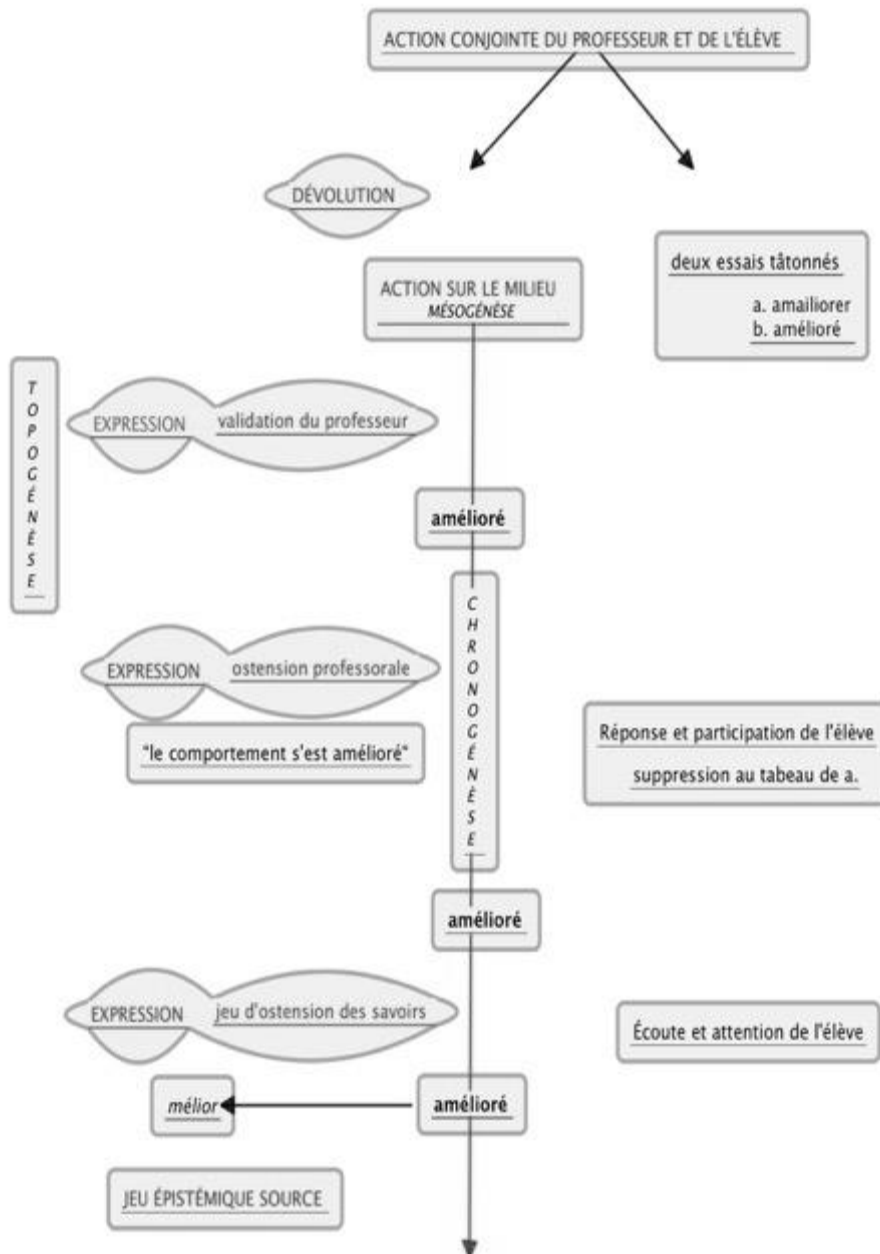 ACTION CONJOINTE DU PROFESSEUR ET DE L'ÉLÈVE
DÉVOLUTION
deux essais tâtonnés
a. amailiorer
b. amélioré
ACTION SUR LE MILIEU
MÉSOGÉNÈSE
TOPOGÉNÈSE
EXPRESSION validation du professeur
amélioré
CHRONOGÉNÈSE
EXPRESSION ostension professorale
"le comportement s'est amélioré"
Réponse et participation de l'élève
suppression au tabeau de a.
amélioré
EXPRESSION jeu d'ostension des savoirs
Écoute et attention de l'élève
mélior
amélioré
JEU ÉPISTÉMIQUE SOURCE